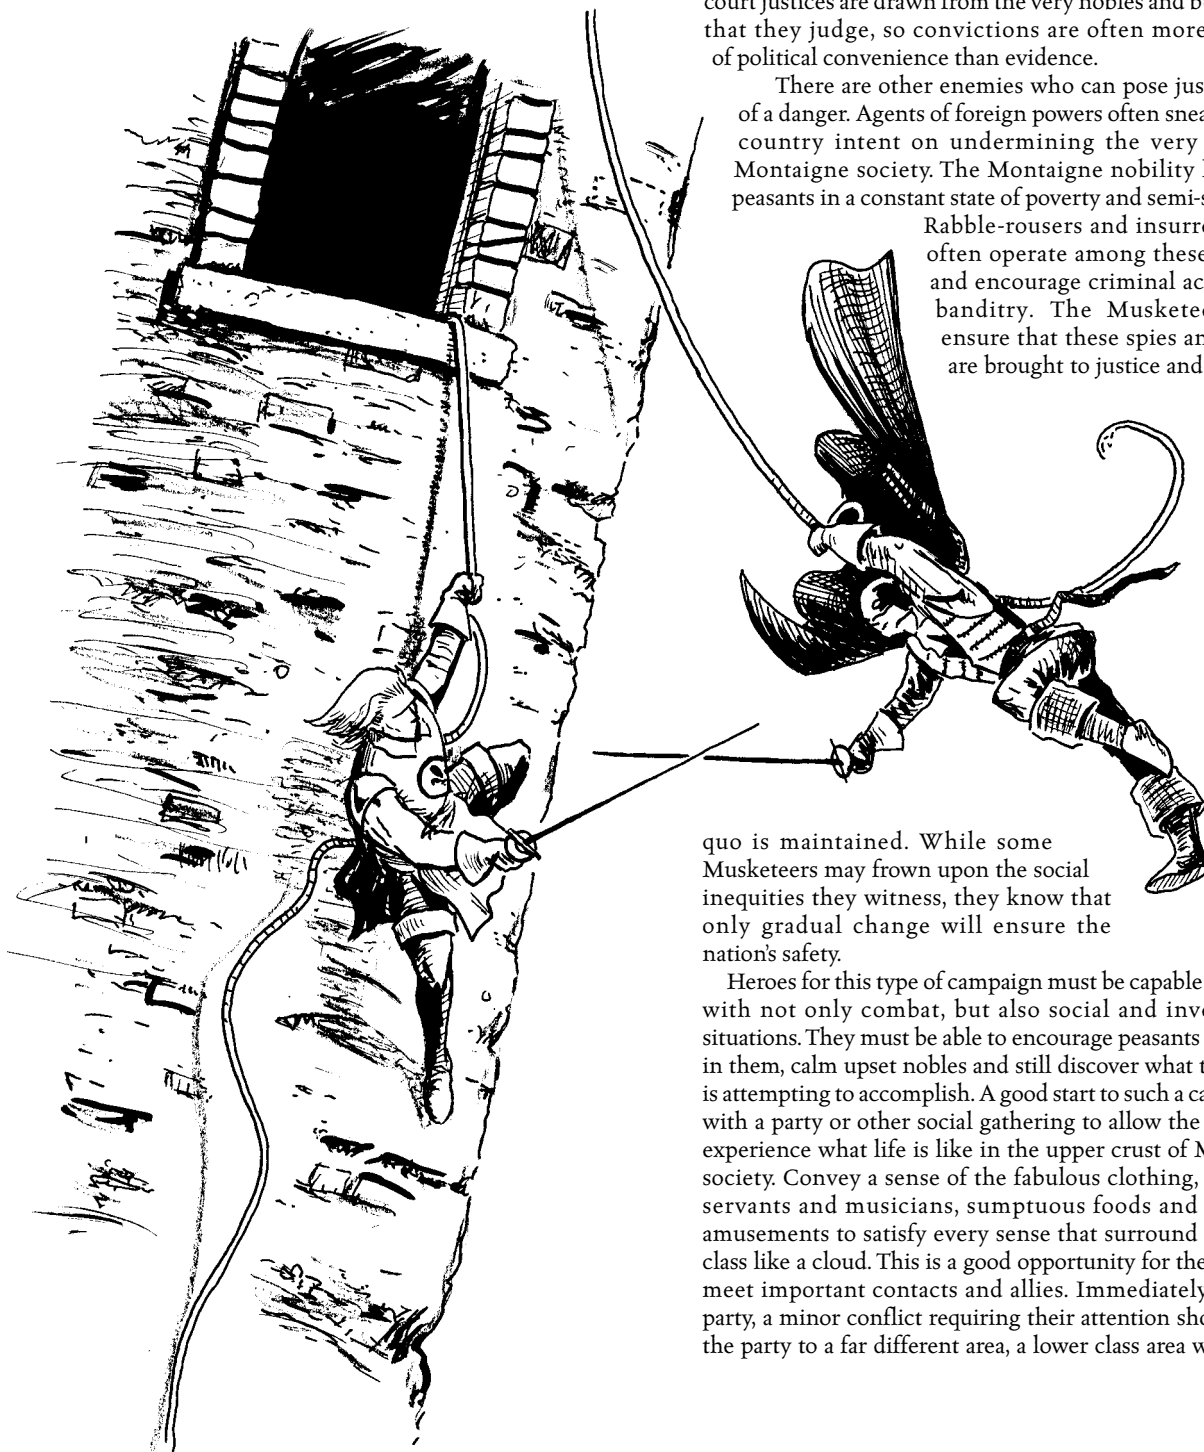 court justices are drawn from the very nobles and
that they judge, so convictions are often more
of political convenience than evidence.
There are other enemies who can pose
of a danger. Agents of foreign powers often
country intent on undermining the very
Montaigne society. The Montaigne nobility
peasants in a constant state of poverty and
Rabble-rousers and
often operate among these
and encourage criminal
banditry. The
ensure that these spies
are brought to justice and
quo is maintained. While some
Musketeers may frown upon the social
inequities they witness, they know that
only gradual change will ensure the
nation's safety.
Heroes for this type of campaign must be capable
with not only combat, but also social and
situations. They must be able to encourage peasants
in them, calm upset nobles and still discover what
is attempting to accomplish. A good start to such a
with a party or other social gathering to allow the
experience what life is like in the upper crust of
society. Convey a sense of the fabulous clothing,
servants and musicians, sumptuous foods and
amusements to satisfy every sense that surround
class like a cloud. This is a good opportunity for the
meet important contacts and allies. Immediately
party, a minor conflict requiring their attention
the party to a far different area, a lower class area